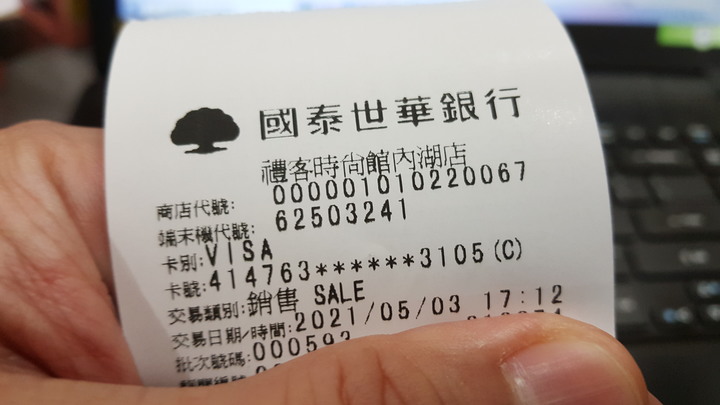 國泰世華銀行
禮客時尚館內湖店
商店代號: 000001010220067
端末機代號: 62503241
卡別:VISA
卡號:414763******3105(C)
交易類別:銷售 SALE
交易日期/時間:2021/05/03 17:12
批次號碼:000593